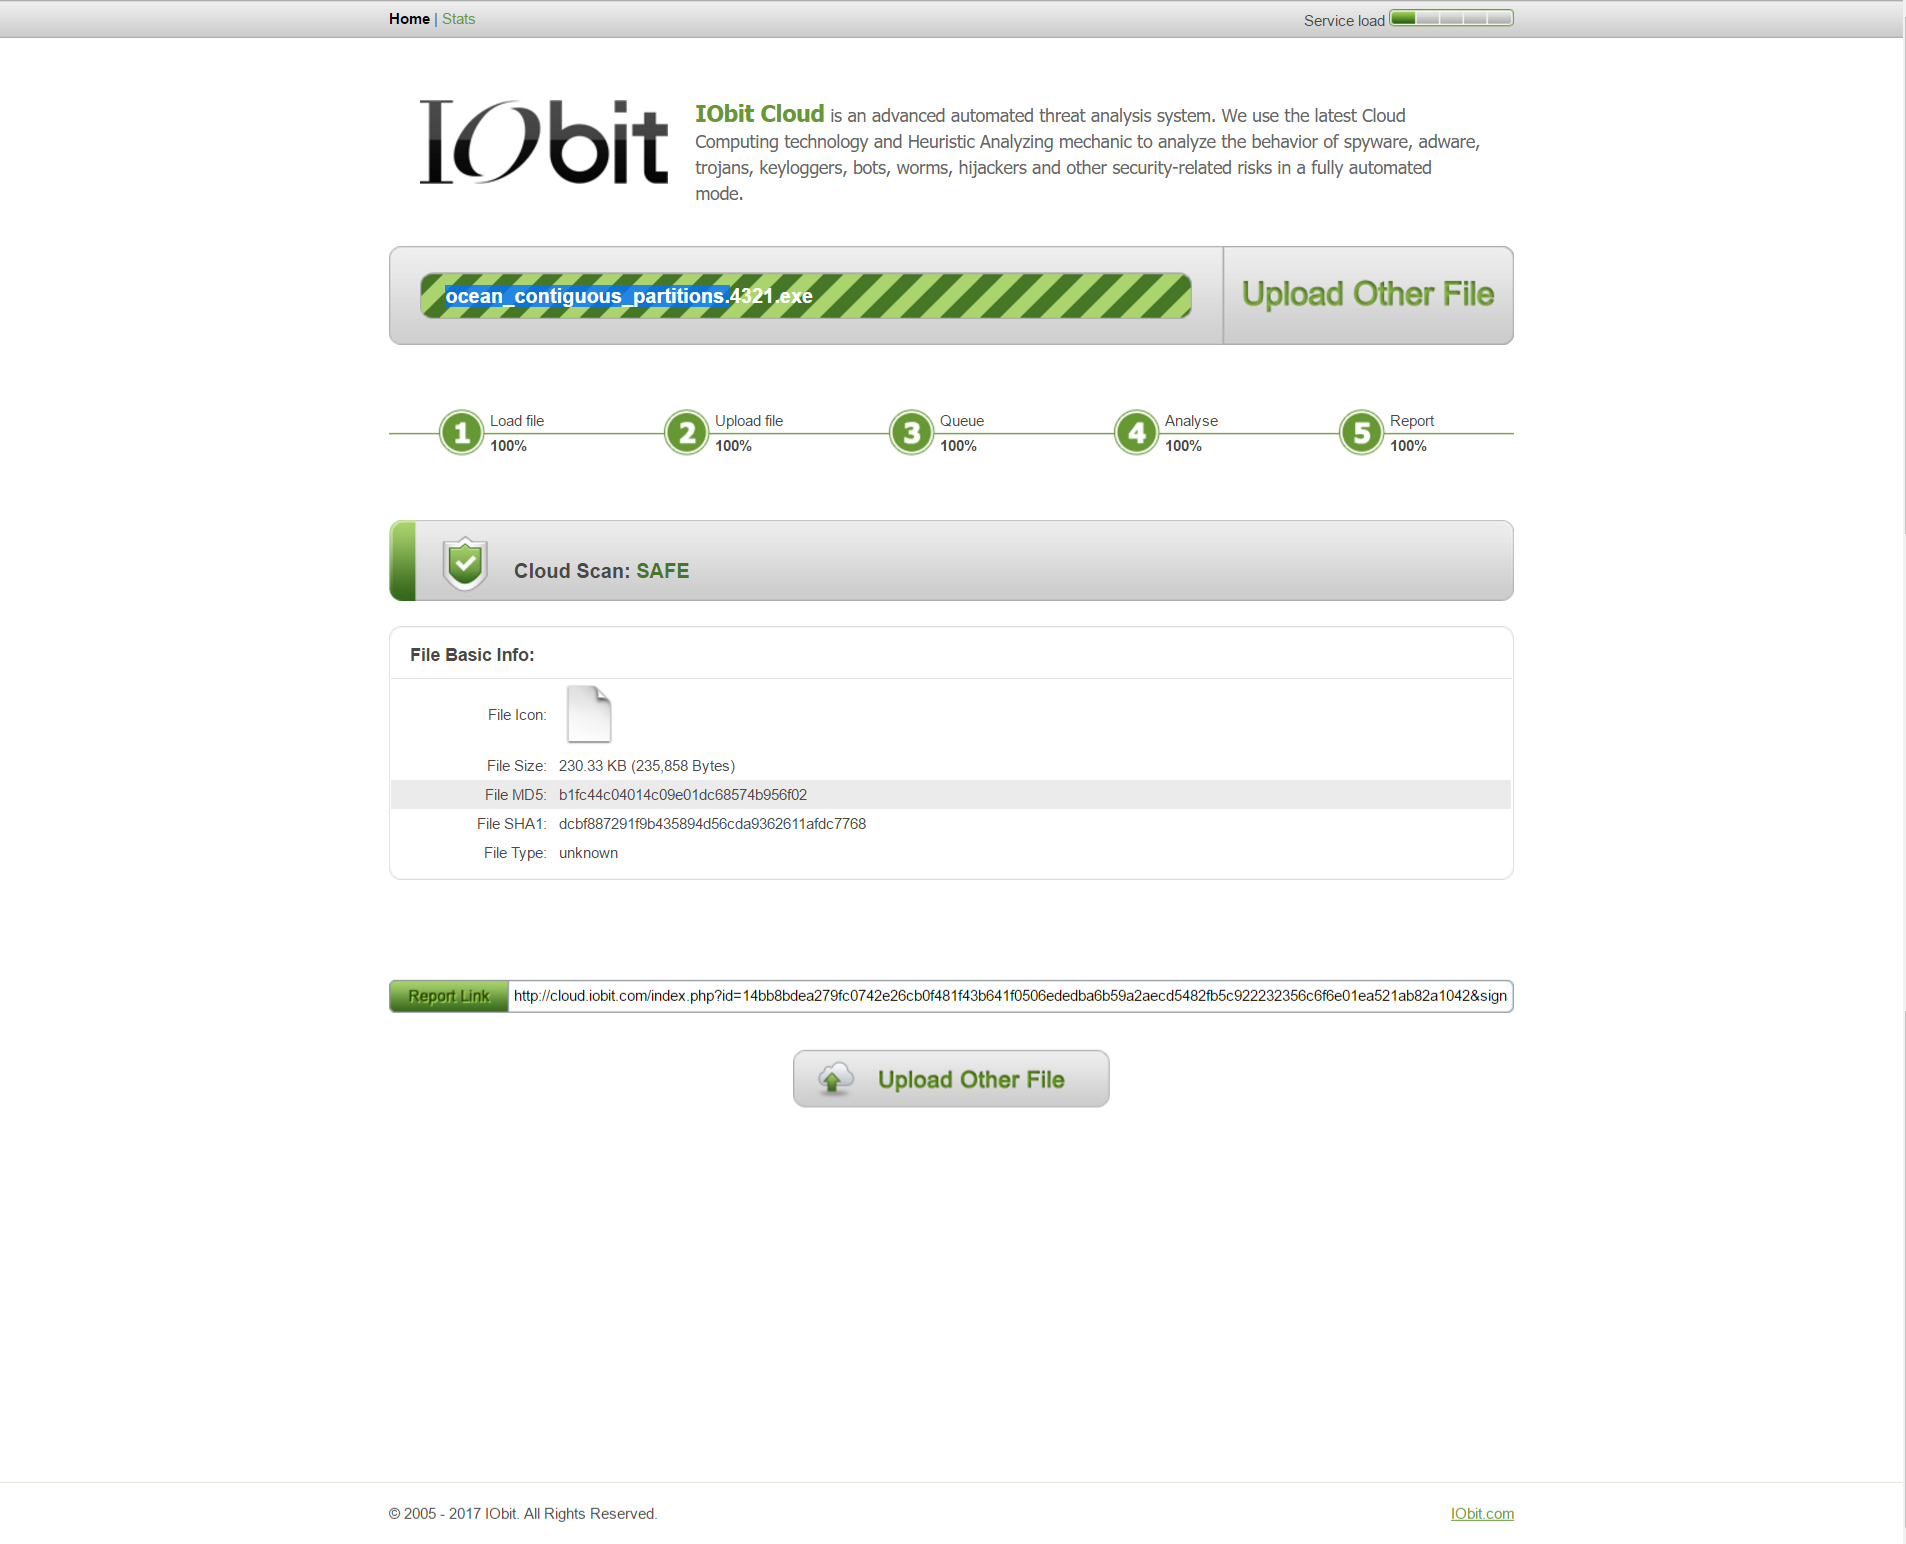 Home | Stats
Service load
IObit
IObit Cloud is an advanced automated threat analysis system. We use the latest Cloud
Computing technology and Heuristic Analyzing mechanic to analyze the behavior of spyware, adware,
trojans, keyloggers, bots, worms, hijackers and other security-related risks in a fully automated
mode.
ocean_contiguous_partitions.4321.exe
Upload Other File
1 Load file
100%
2 Upload file
100%
3 Queue
100%
4 Analyse
100%
5 Report
100%
Cloud Scan: SAFE
File Basic Info:
File Icon:
File Size: 230.33 KB (235,858 Bytes)
File MD5: b1fc44c04014c09e01dc68574b956f02
File SHA1: dcbf887291f9b435894d56cda9362611afdc7768
File Type: unknown
Report Link http://cloud.iobit.com/index.php?id=14bb8bdea279fc0742e26cb0f481f43b641f0506ededba6b59a2aecd5482fb5c922232356c6f6e01ea521ab82a1042&sign
Upload Other File
© 2005 - 2017 IObit. All Rights Reserved.
IObit.com